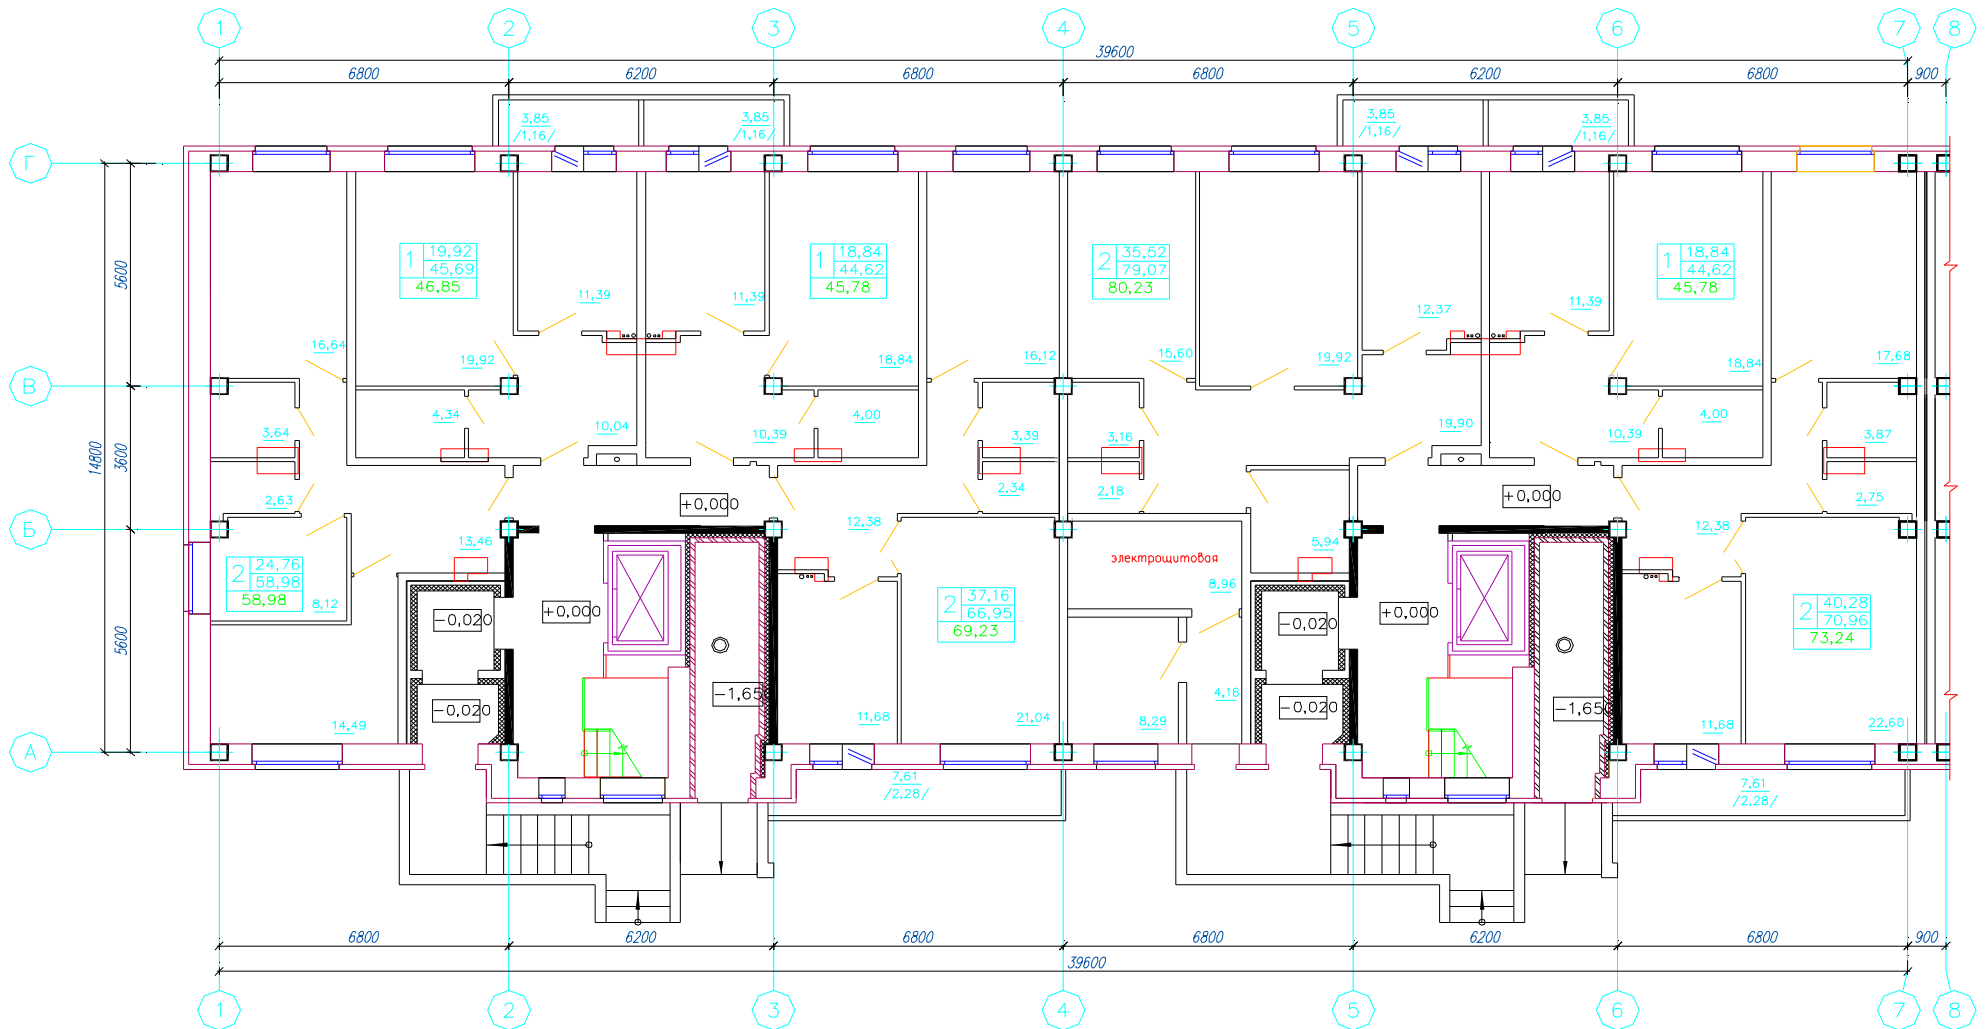 1 2 3 4 5 6 7 8
39600
6800 6200 6800 6800 6200 6800 900
3,85 3,85 3,85 3,85
/1,16/ /1,16/ /1,16/ /1,16/
Г
1 19,92 45,69 46,85
1 18,84 44,62 45,78
2 35,52 79,07 80,23
1 18,84 44,62 45,78
5600
11,39 11,39 12,37 11,39
16,64 19,92 18,84 16,12 15,60 19,92 18,84 17,68
В
4,34 4,00 4,00
3,64 10,04 10,39 3,39 3,16 19,90 10,39 3,87
14800
3600
2,63 +0,000 2,34 2,18 +0,000 2,75
12,38 12,38
Б
13,46 5,94
электрощитовая
2 24,76 58,98 58,98
8,12
8,96
2 37,16 66,95 69,23
2 40,28 70,96 73,24
-0,020 +0,000 -0,020 +0,000
5600
-1,650 4,16 -1,650
-0,020 -0,020
14,49 11,68 21,04 8,29 11,68 22,60
А
7,61 7,61
/2,28/ /2,28/
6800 6200 6800 6800 6200 6800 900
39600
1 2 3 4 5 6 7 8